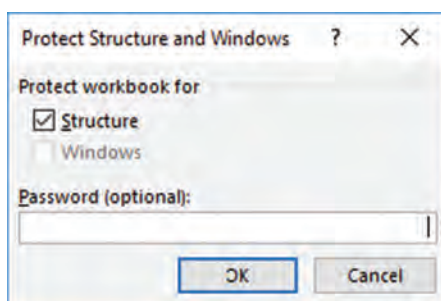 Protect Structure and Windows ?
Protect workbook for
Structure
Windows
Password (optional):
OK Cancel